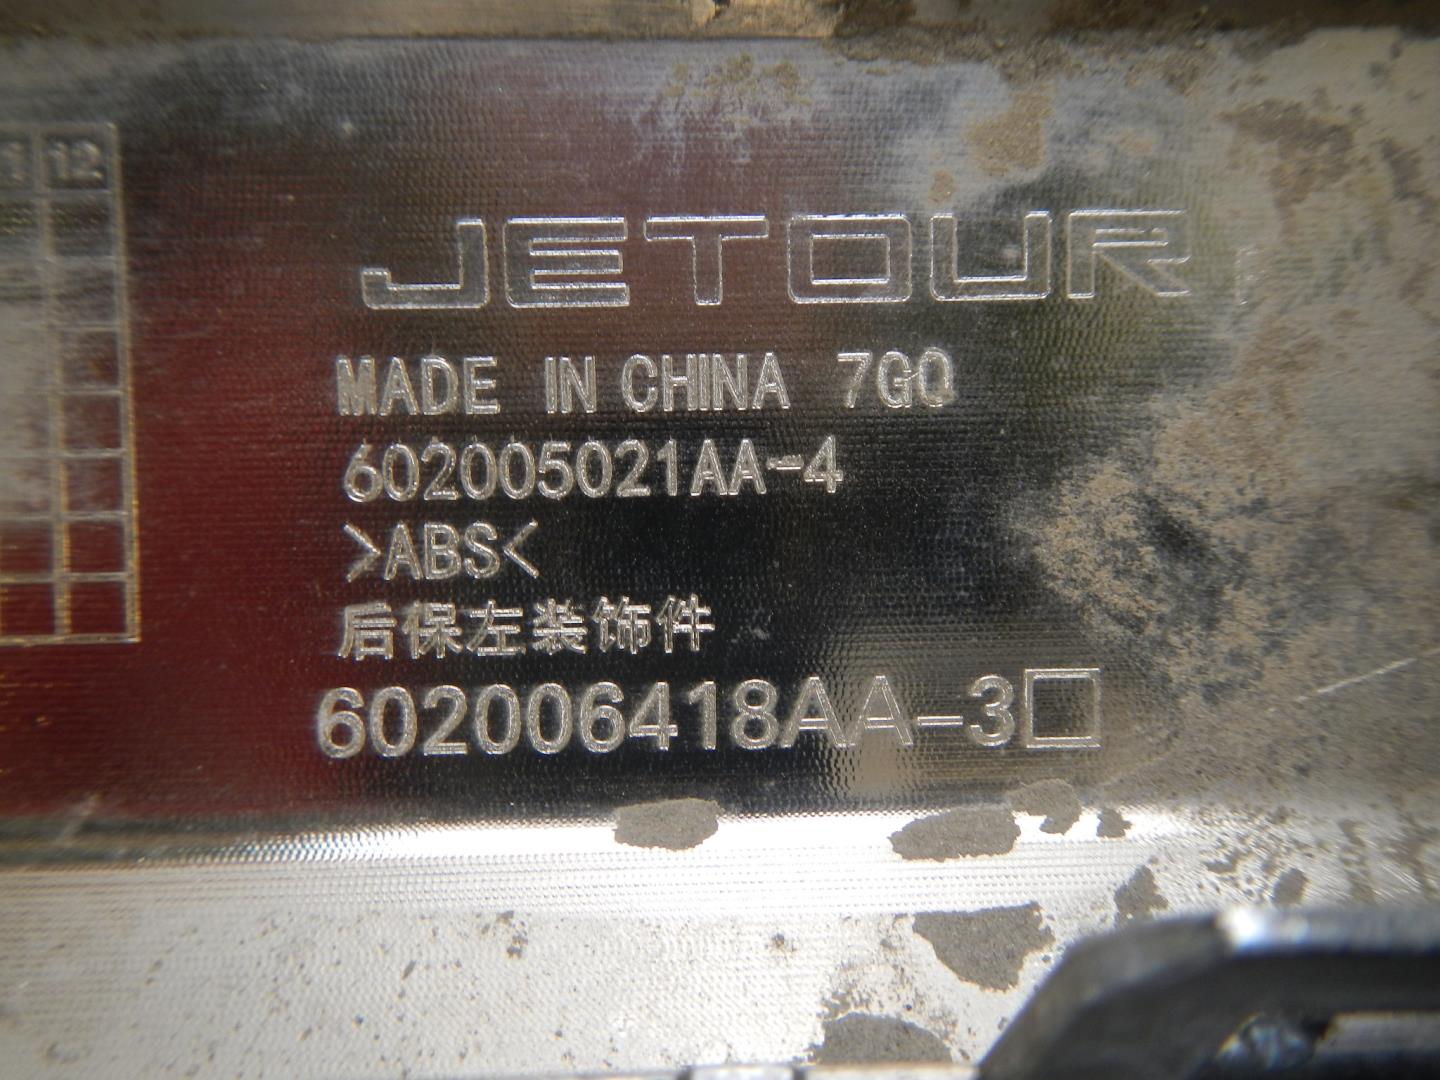 12
JETOUR
MADE IN CHINA 7GQ
602005021AA-4
>ABS<
后保左装饰件
602006418AA-3□